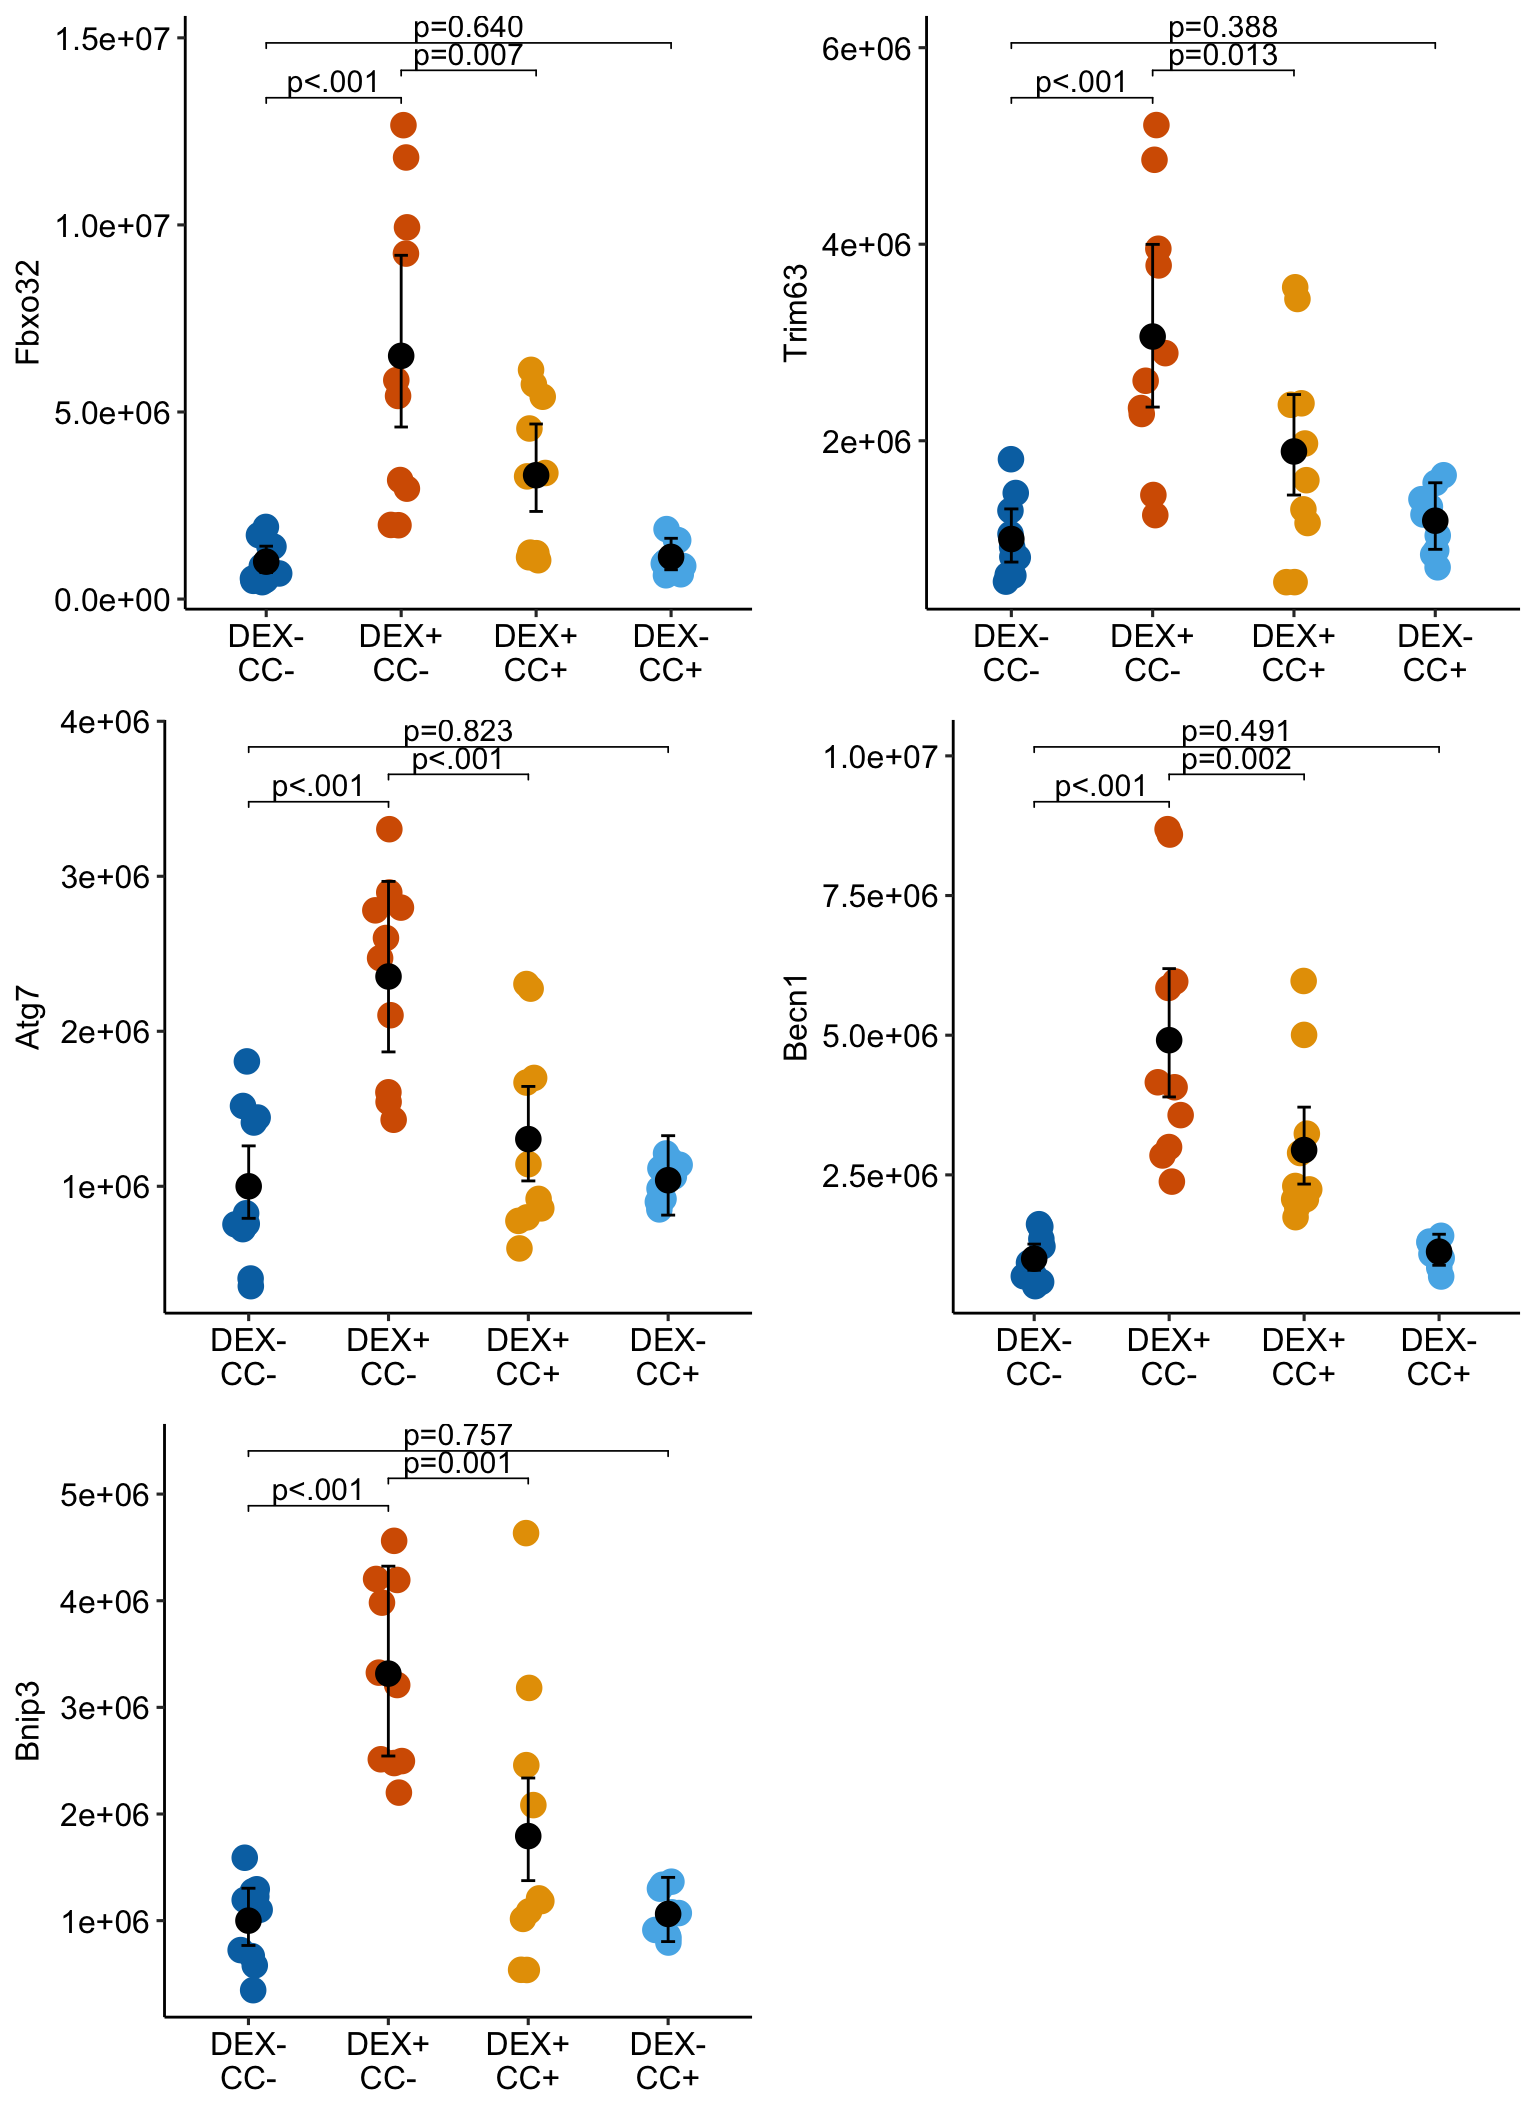 p=0.640
1.5e+07
p=0.007
p<.001
1.0e+07
Fbxo32
5.0e+06
0.0e+00
DEX- DEX+ DEX+ DEX-
CC- CC- CC+ CC+
p=0.388
6e+06
p=0.013
p<.001
4e+06
Trim63
2e+06
DEX- DEX+ DEX+ DEX-
CC- CC- CC+ CC+
4e+06
p=0.823
p<.001
p<.001
3e+06
Atg7
2e+06
1e+06
DEX- DEX+ DEX+ DEX-
CC- CC- CC+ CC+
p=0.491
1.0e+07
p=0.002
p<.001
7.5e+06
Becn1
5.0e+06
2.5e+06
DEX- DEX+ DEX+ DEX-
CC- CC- CC+ CC+
p=0.757
p=0.001
5e+06
p<.001
4e+06
3e+06
Bnip3
2e+06
1e+06
DEX- DEX+ DEX+ DEX-
CC- CC- CC+ CC+